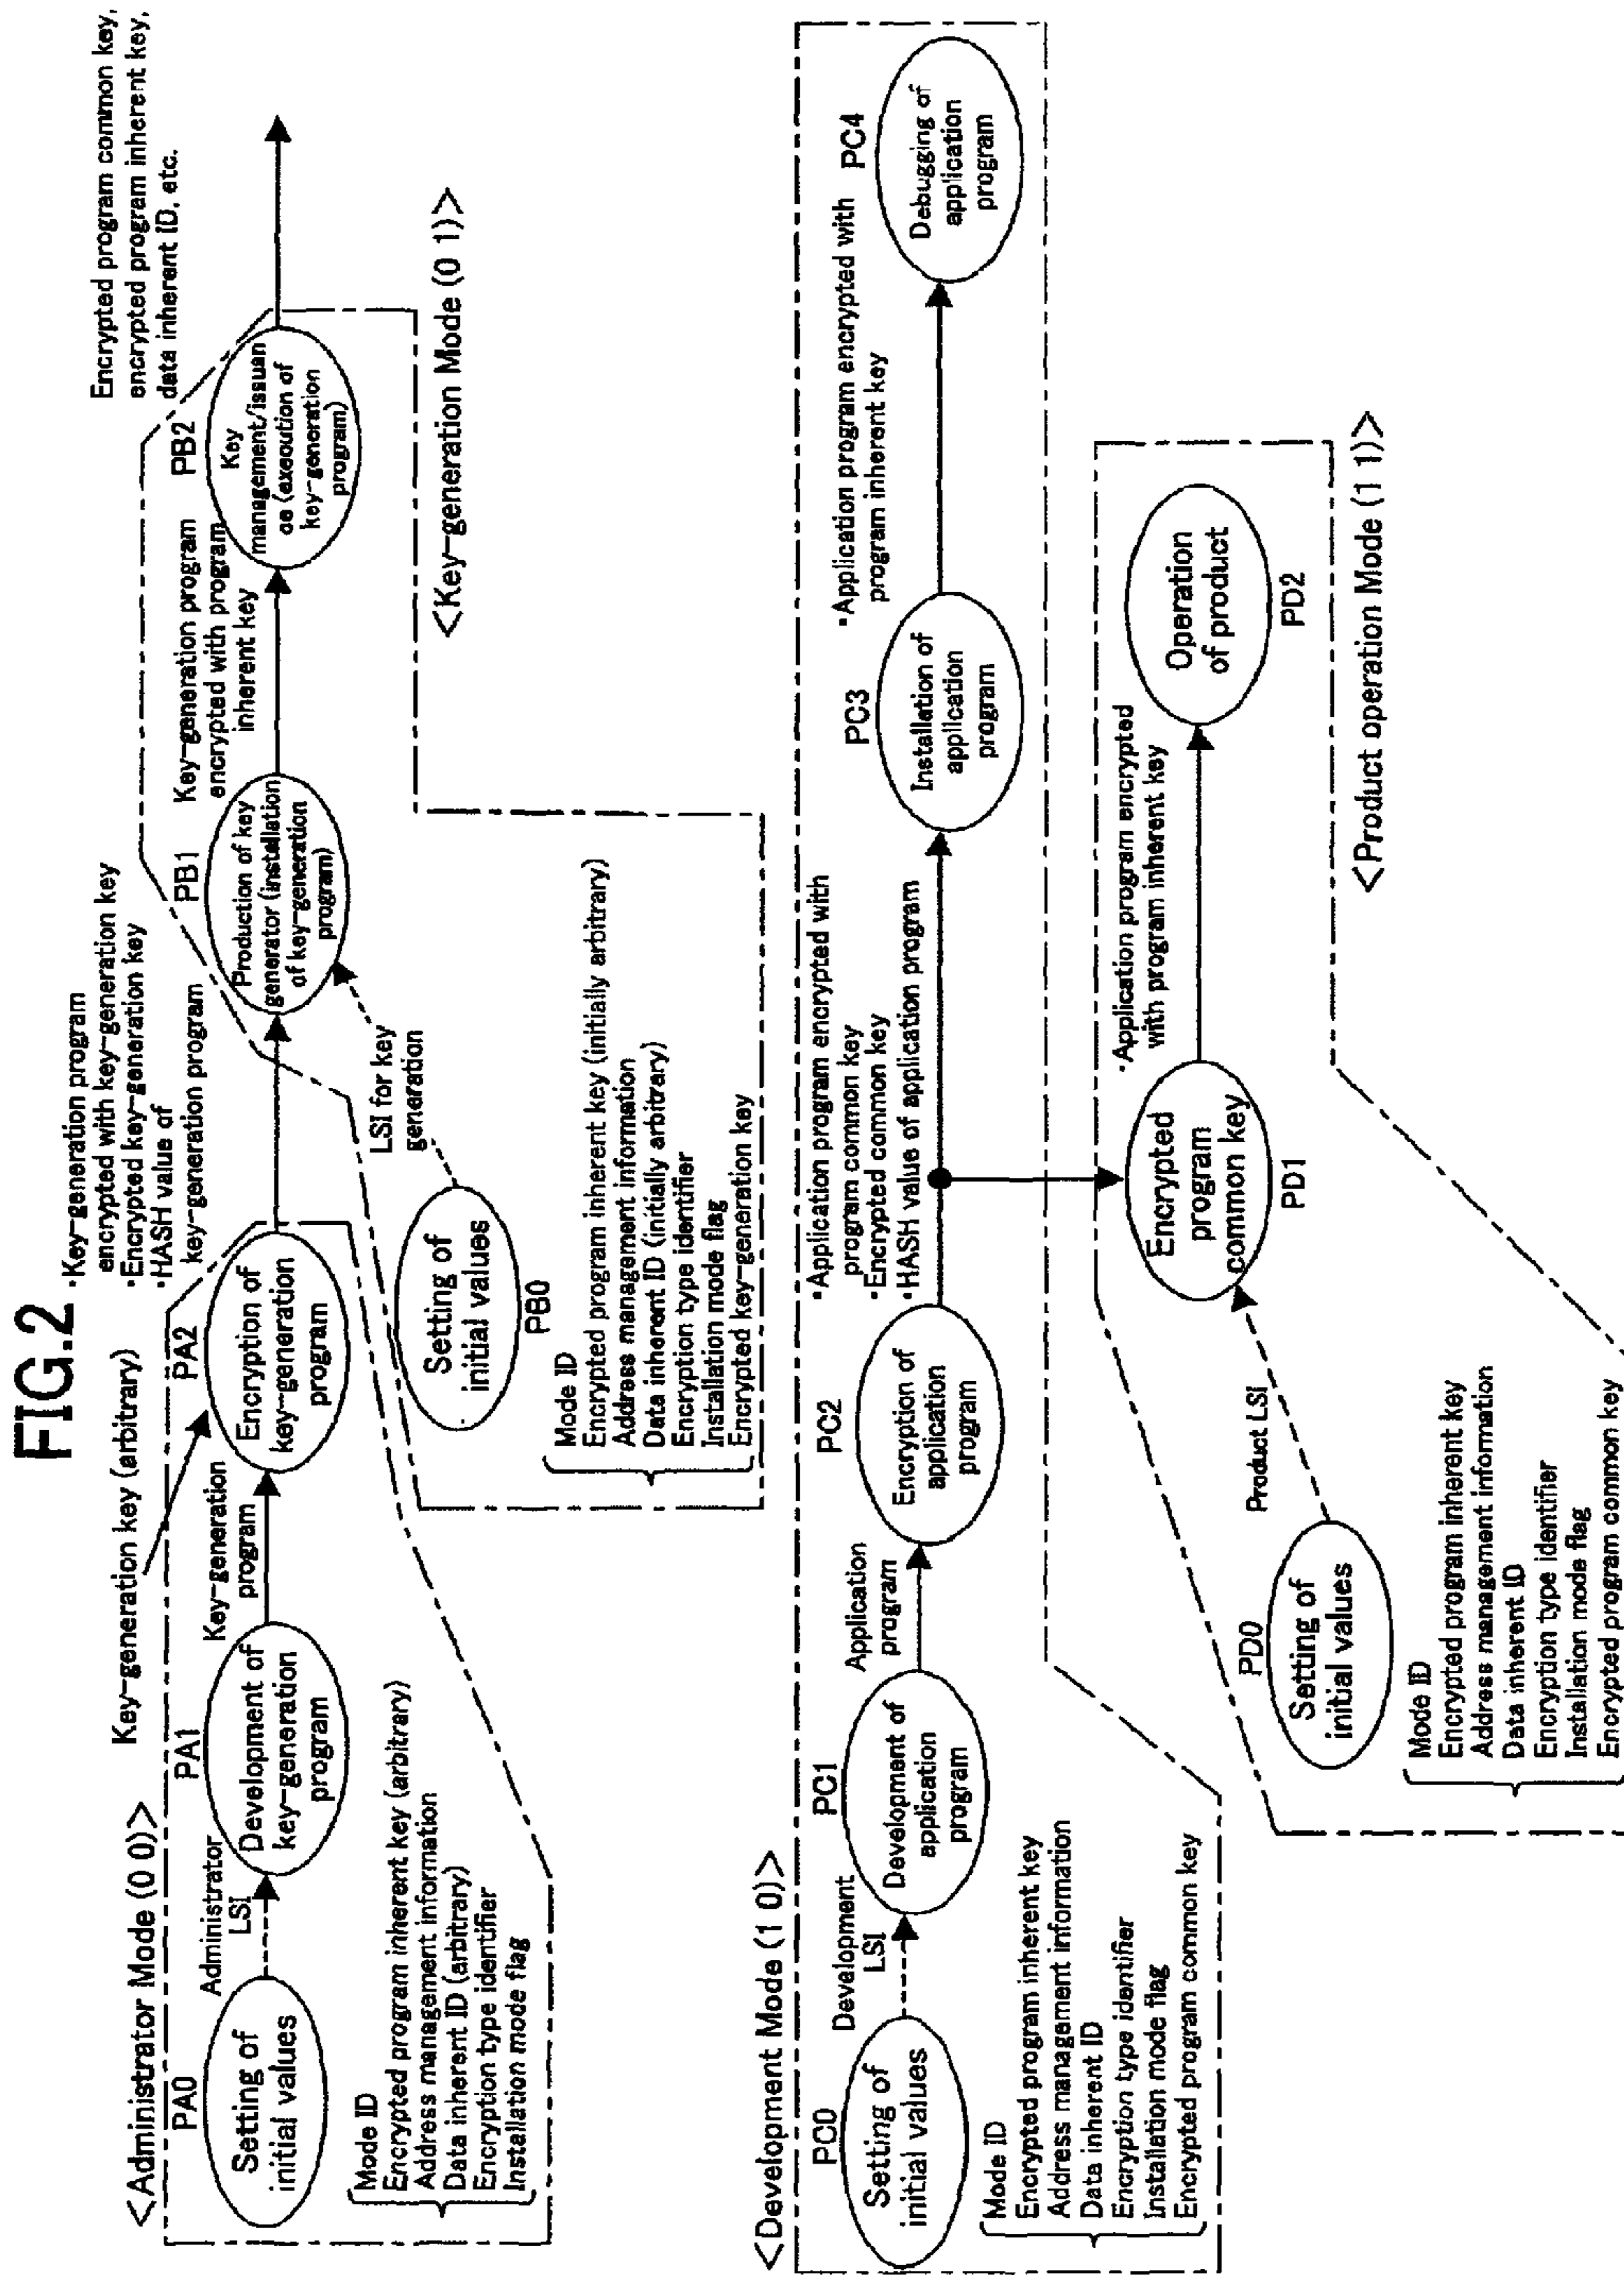 FIG.2
<Administrator Mode (0 0)>
PA0
Setting of
initial values
Administrator
LSI
Mode ID
Encrypted program inherent key (arbitrary)
Address management information
Data inherent ID (arbitrary)
Encryption type identifier
Installation mode flag
PA1
Development of
key-generation
program
Key-generation
program
Key-generation key (arbitrary)
PA2
Encryption of
key-generation
program
•Key-generation program
encrypted with key-generation key
•Encrypted key-generation key
•HASH value of
key-generation program
PB0
Setting of
initial values
LSI for key
generation
Mode ID
Encrypted program inherent key (initially arbitrary)
Address management information
Data inherent ID (initially arbitrary)
Encryption type identifier
Installation mode flag
Encrypted key-generation key
PB1
Production of key
generator (installation
of key-generation
program)
Key-generation program
encrypted with program
inherent key
PB2
Key
management/issuan
ce (execution of
key-generation
program)
Encrypted program common key,
encrypted program inherent key,
data inherent ID, etc.
<Key-generation Mode (0 1)>
<Development Mode (1 0)>
PC0
Setting of
initial values
Development
LSI
Mode ID
Encrypted program inherent key
Address management information
Data inherent ID
Encryption type identifier
Installation mode flag
Encrypted program common key
PC1
Development of
application
program
Application
program
PC2
Encryption of
application
program
•Application program encrypted with
program common key
•Encrypted common key
•HASH value of application program
PC3
Installation of
application
program
•Application program encrypted with
program inherent key
PC4
Debugging of
application
program
PD0
Setting of
initial values
Product LSI
Mode ID
Encrypted program inherent key
Address management information
Data inherent ID
Encryption type identifier
Installation mode flag
Encrypted program common key
Encrypted
program
common key
PD1
•Application program encrypted
with program inherent key
Operation
of product
PD2
<Product operation Mode (1 1)>